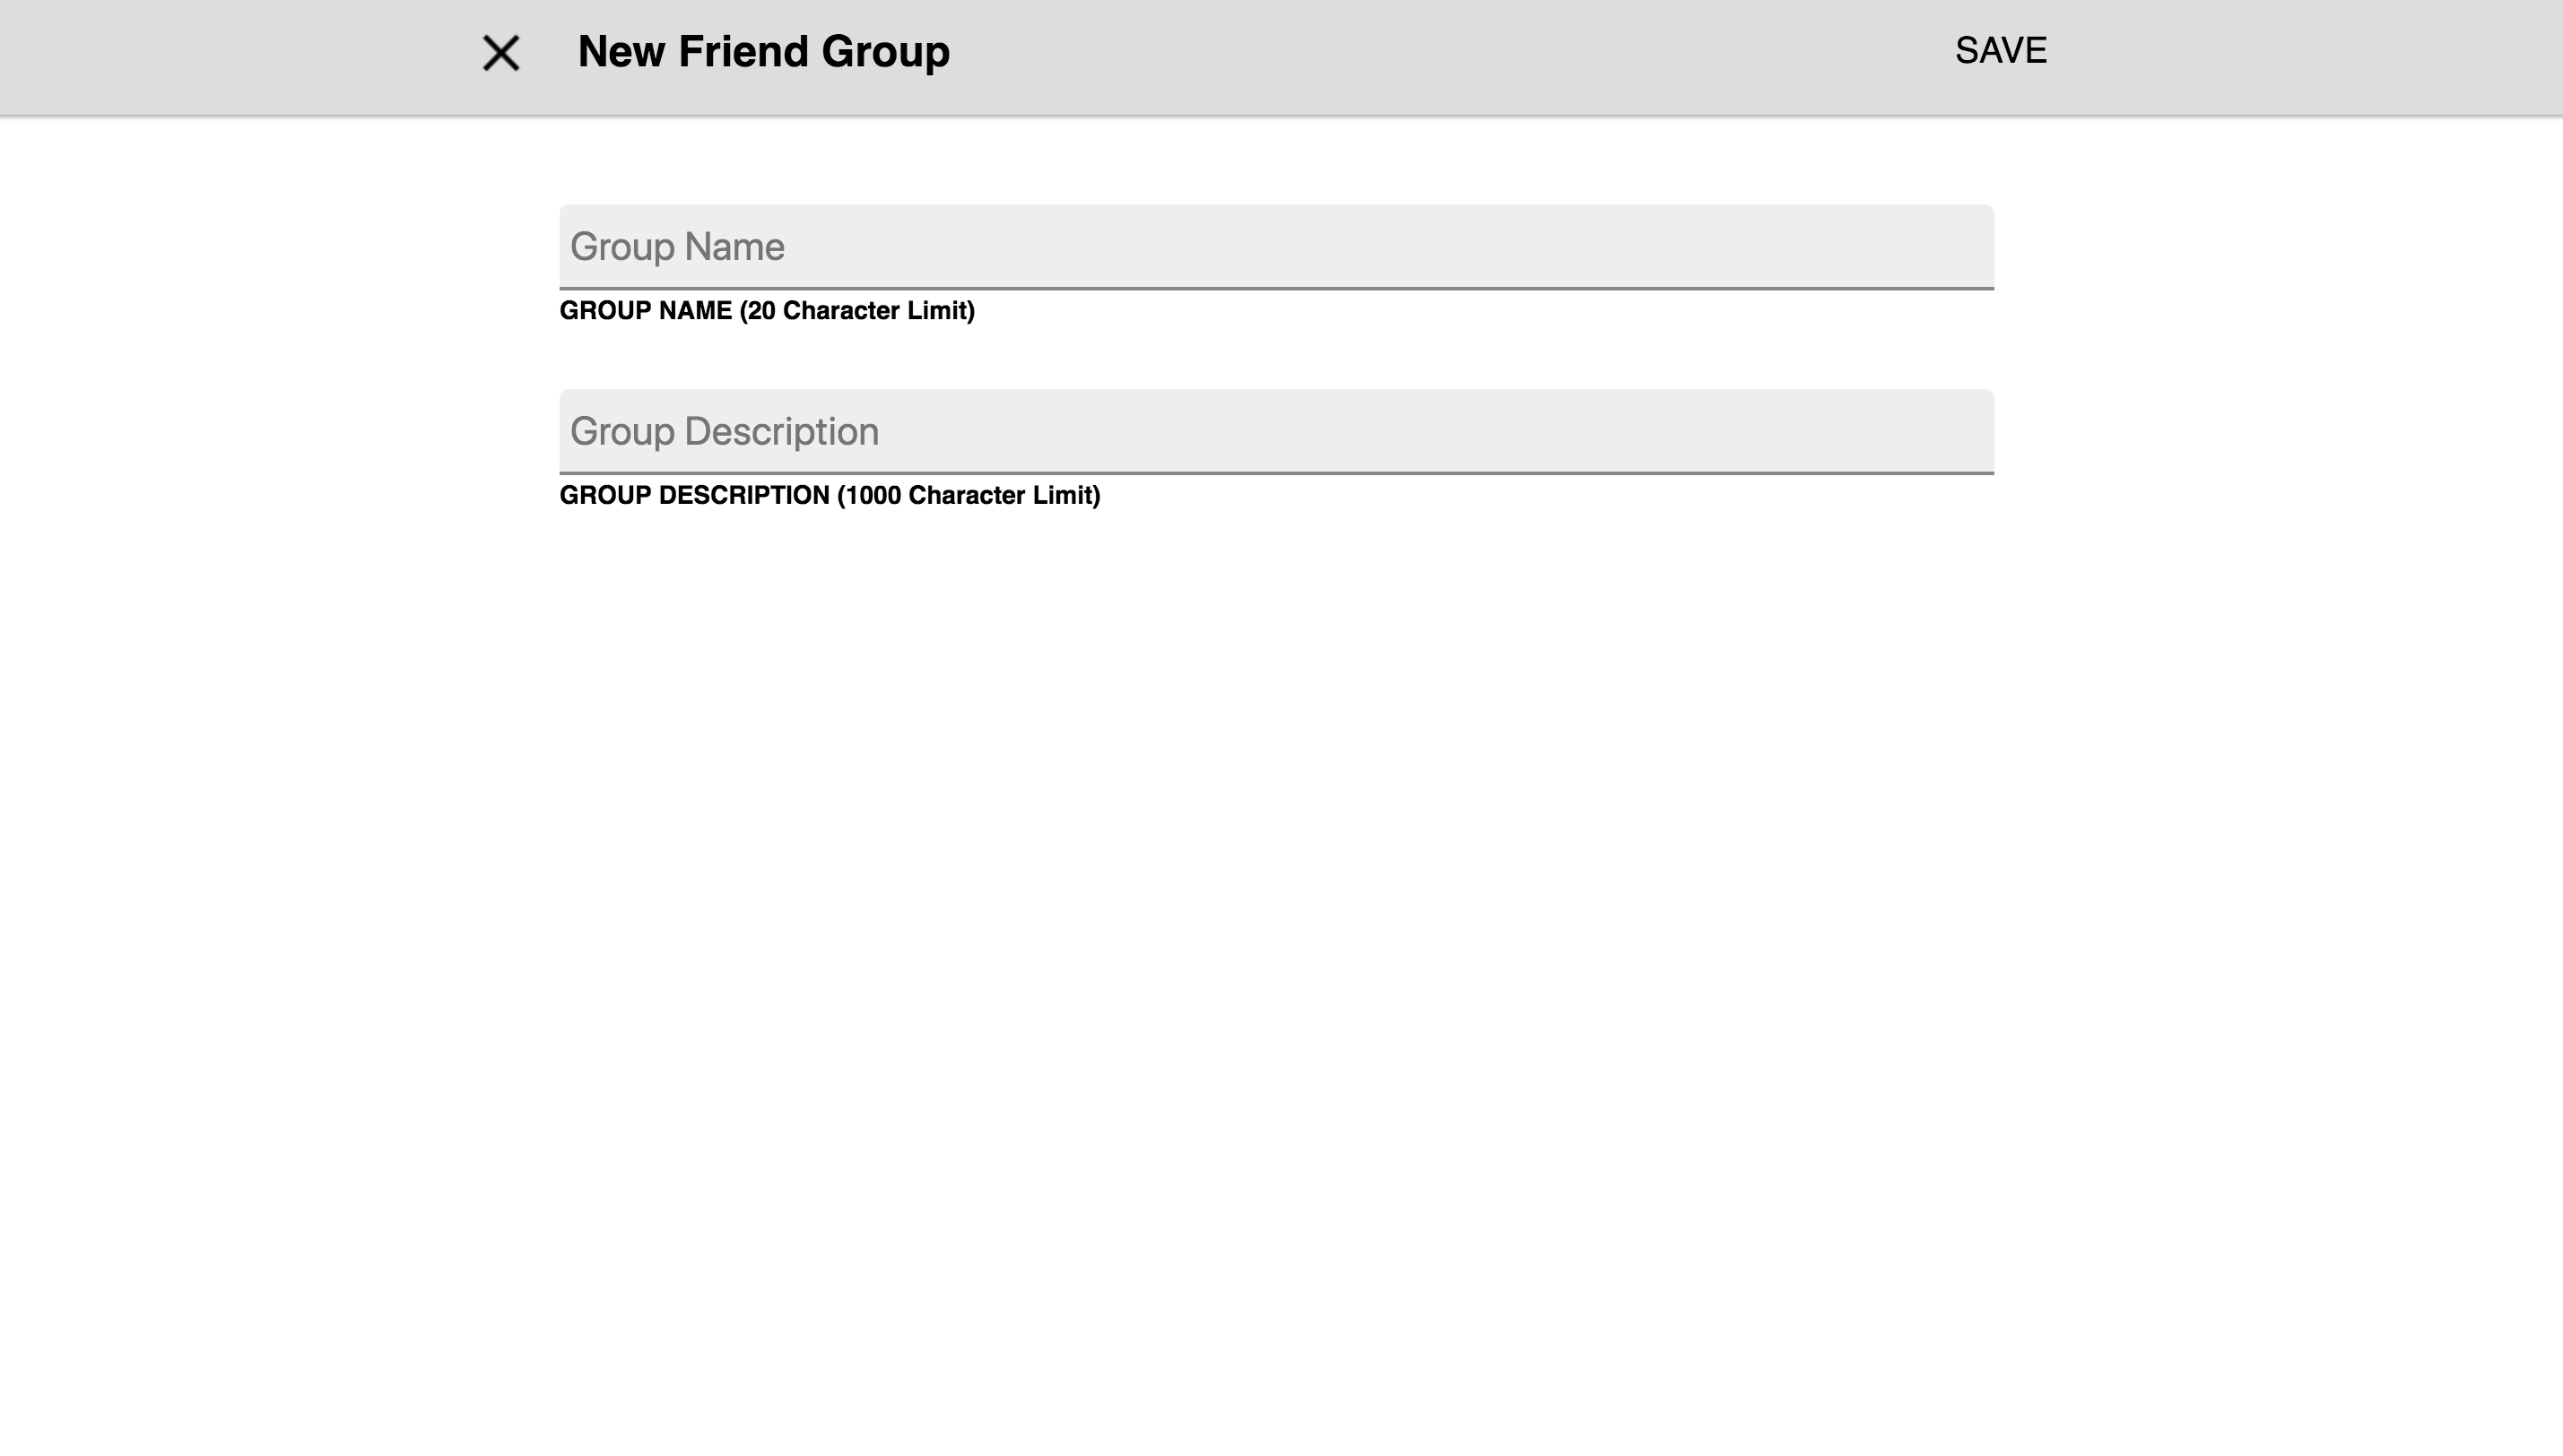 New Friend Group
SAVE
Group Name
GROUP NAME (20 Character Limit)
Group Description
GROUP DESCRIPTION (1000 Character Limit)